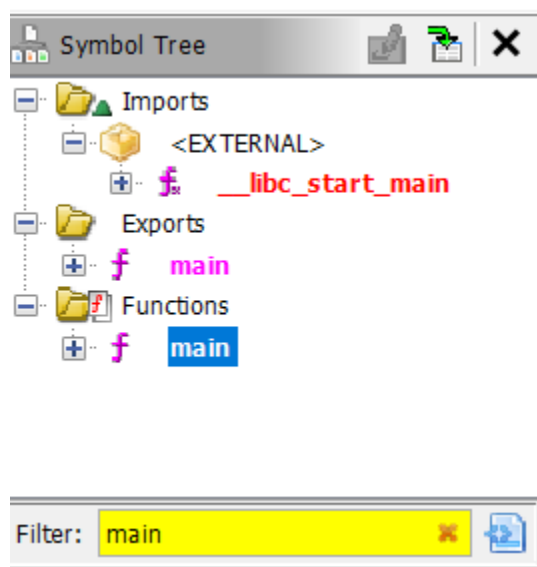 Symbol Tree
Imports
<EXTERNAL>
__libc_start_main
Exports
main
Functions
main
Filter: main